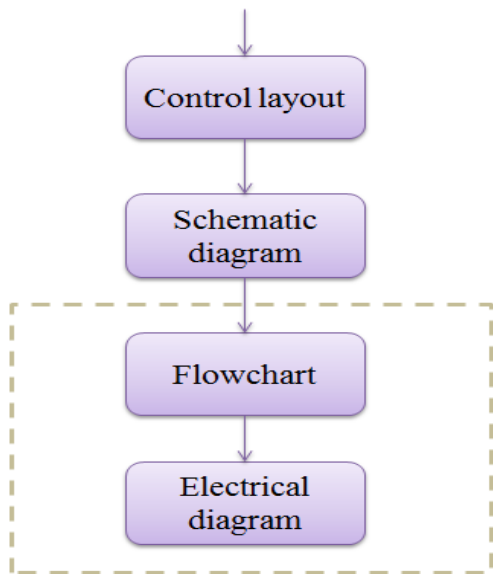 Control layout
Schematic
diagram
Flowchart
Electrical
diagram